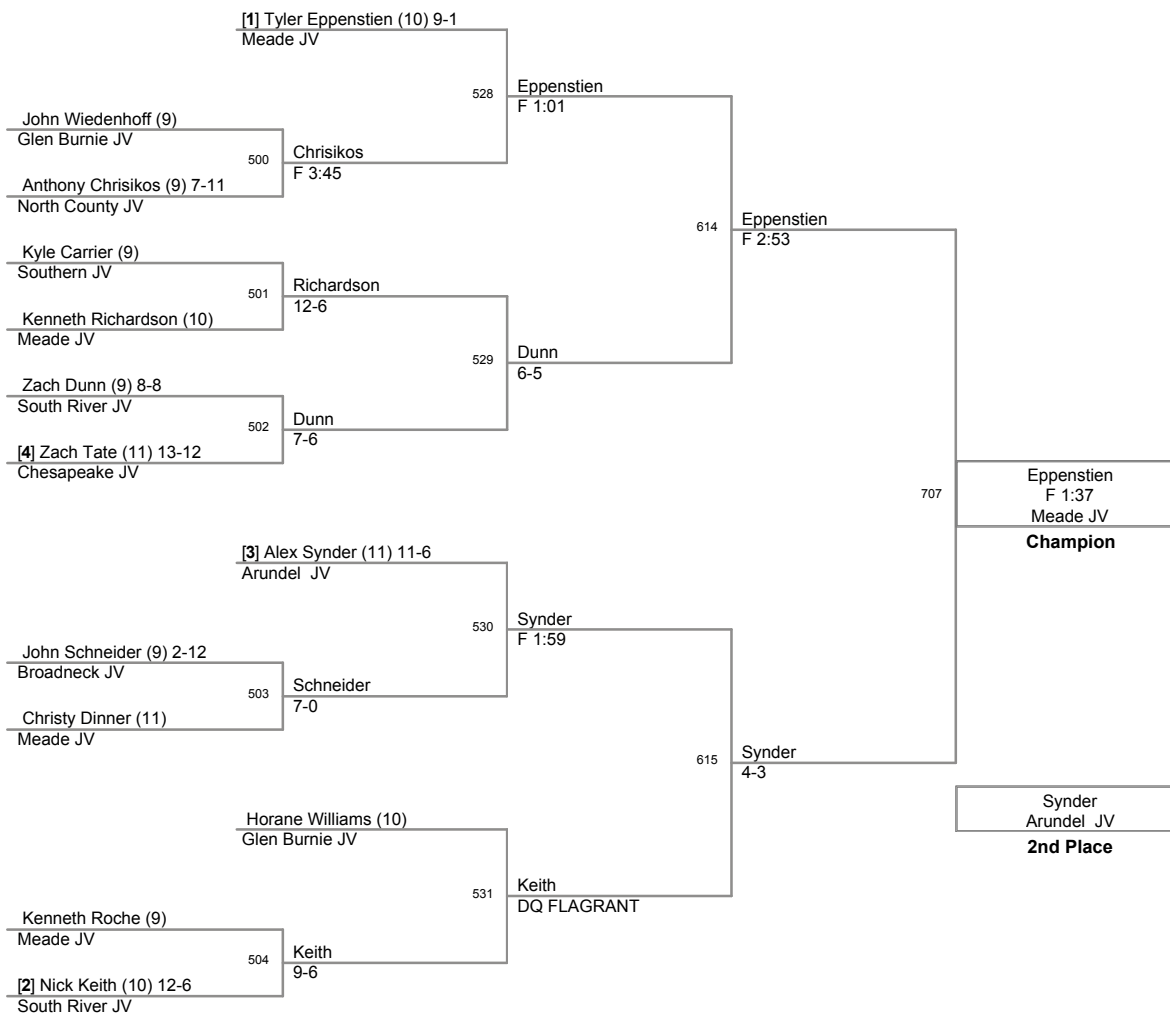 [1] Tyler Eppenstien (10) 9-1
Meade JV
528
Eppenstien
F 1:01
John Wiedenhoff (9)
Glen Burnie JV
500
Chrisikos
F 3:45
Anthony Chrisikos (9) 7-11
North County JV
614
Eppenstien
F 2:53
Kyle Carrier (9)
Southern JV
501
Richardson
12-6
Kenneth Richardson (10)
Meade JV
529
Dunn
6-5
Zach Dunn (9) 8-8
South River JV
502
Dunn
7-6
[4] Zach Tate (11) 13-12
Chesapeake JV
707
Eppenstien
F 1:37
Meade JV
Champion
[3] Alex Synder (11) 11-6
Arundel JV
530
Synder
F 1:59
John Schneider (9) 2-12
Broadneck JV
503
Schneider
7-0
Christy Dinner (11)
Meade JV
615
Synder
4-3
Synder
Arundel JV
2nd Place
Horane Williams (10)
Glen Burnie JV
531
Keith
DQ FLAGRANT
Kenneth Roche (9)
Meade JV
504
Keith
9-6
[2] Nick Keith (10) 12-6
South River JV